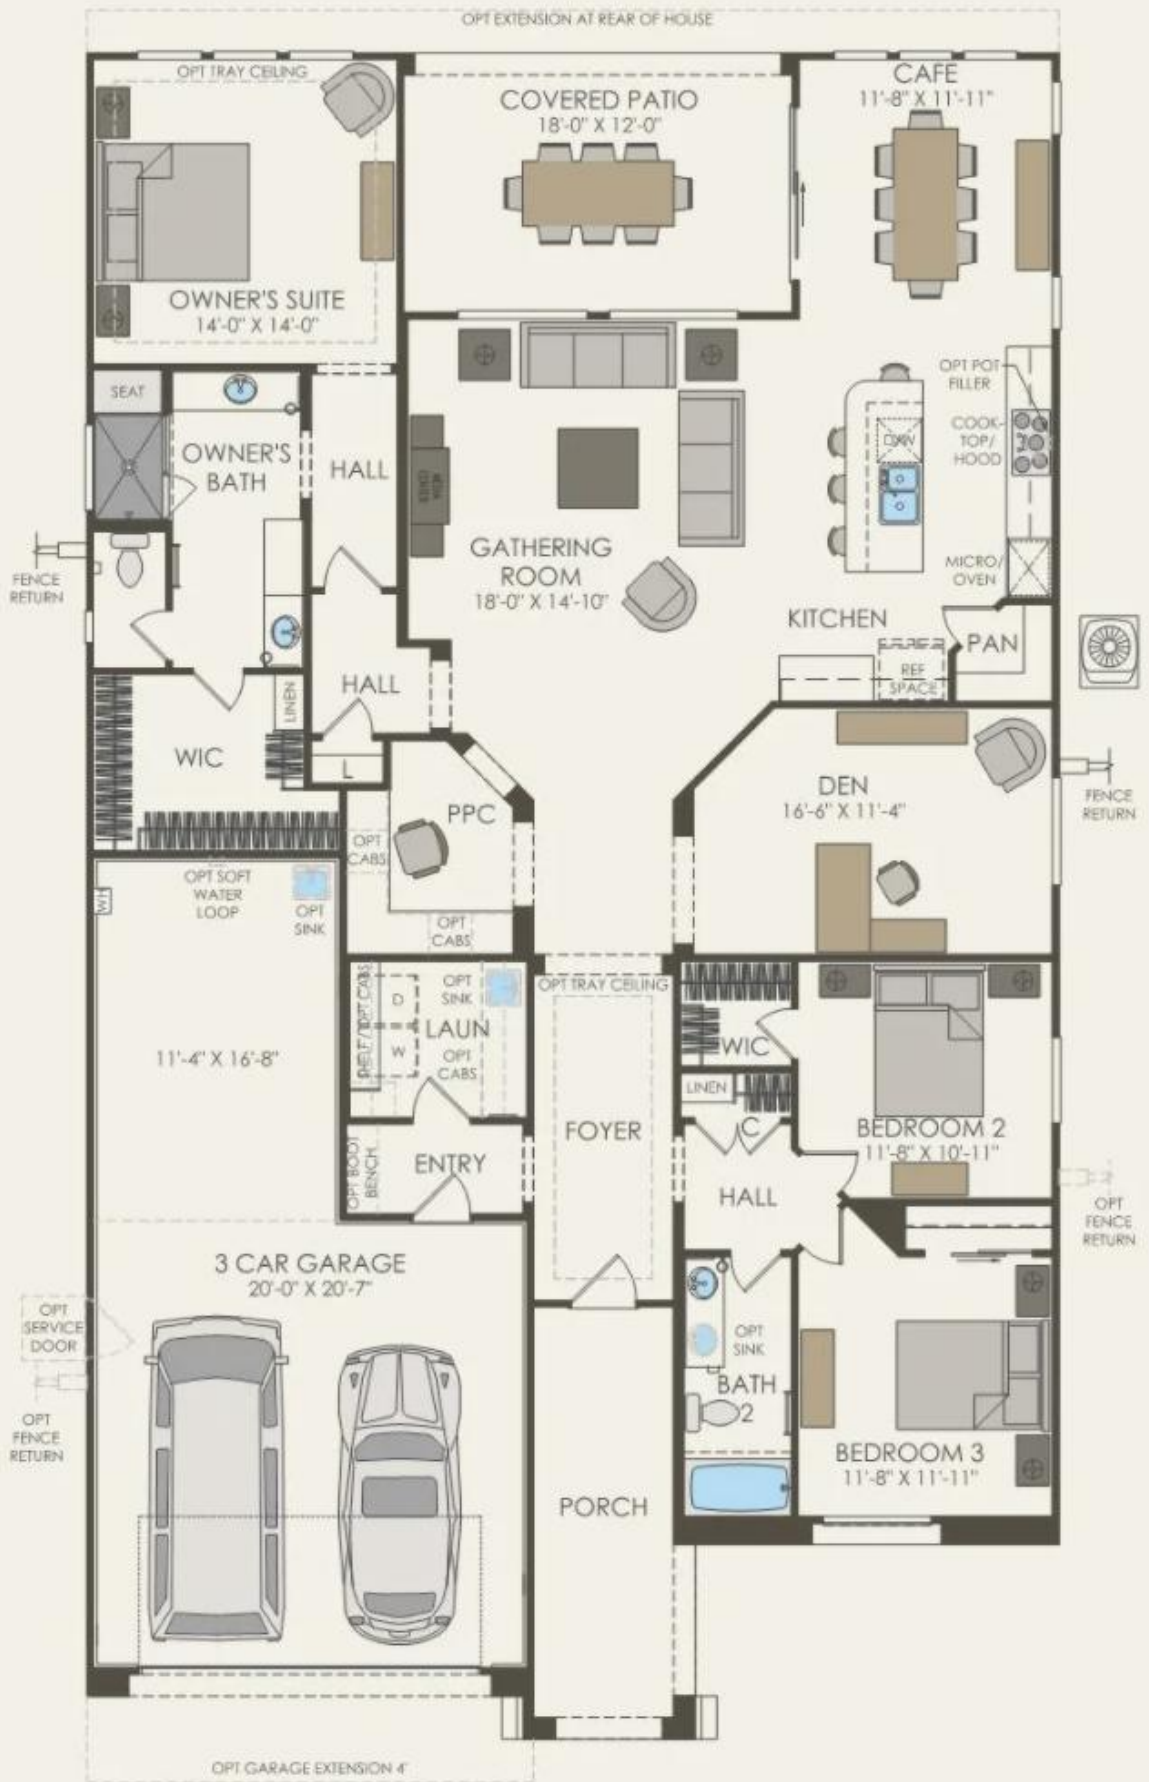 OPT EXTENSION AT REAR OF HOUSE
OPT TRAY CEILING
OWNER'S SUITE
14'-0" X 14'-0"
COVERED PATIO
18'-0" X 12'-0"
CAFE
11'-8" X 11'-11"
SEAT
OWNER'S
BATH
HALL
OPT POT
FILLER
COOK-
TOP/
HOOD
D/W
MEDIA
CENTER
GATHERING
ROOM
18'-0" X 14'-10"
MICRO/
OVEN
FENCE
RETURN
KITCHEN
PAN
REF
SPACE
HALL
LINEN
WIC
L
PPC
OPT
CABS
OPT
CABS
DEN
16'-6" X 11'-4"
FENCE
RETURN
WH
OPT SOFT
WATER
LOOP
OPT
SINK
11'-4" X 16'-8"
SHELF / OPT CABS
D
W
OPT
SINK
LAUN
OPT
CABS
OPT TRAY CEILING
FOYER
WIC
LINEN
C
BEDROOM 2
11'-8" X 10'-11"
OPT BOOT
BENCH
ENTRY
HALL
OPT
FENCE
RETURN
3 CAR GARAGE
20'-0" X 20'-7"
OPT
SERVICE
DOOR
OPT
FENCE
RETURN
OPT
SINK
BATH
2
BEDROOM 3
11'-8" X 11'-11"
PORCH
OPT GARAGE EXTENSION 4'